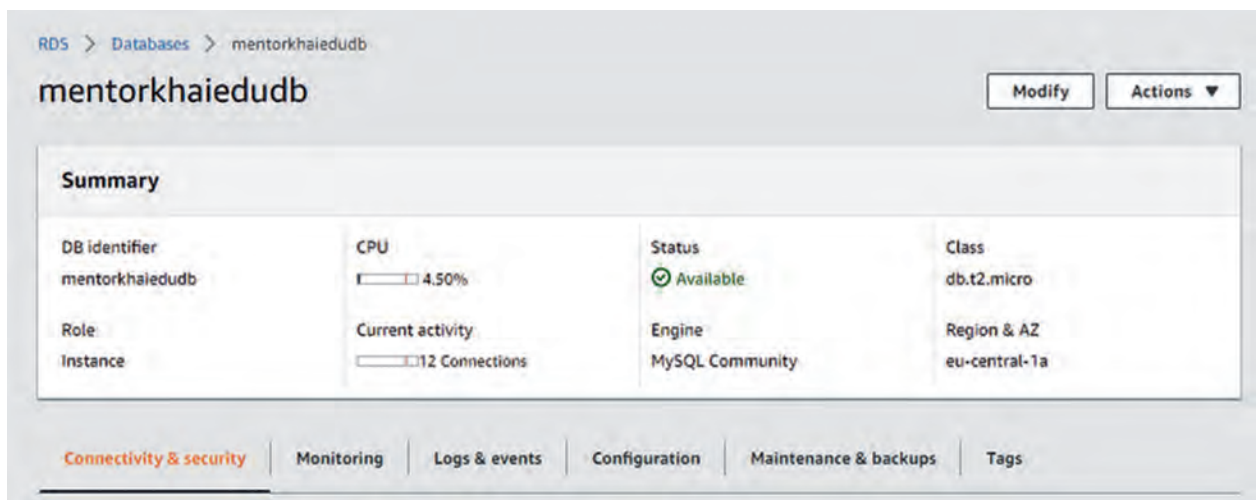 RDS > Databases > mentorkhaiedudb
mentorkhaiedudb
Modify
Actions ▼
Summary
DB identifier
mentorkhaiedudb
CPU
4.50%
Status
Available
Class
db.t2.micro
Role
Instance
Current activity
12 Connections
Engine
MySQL Community
Region & AZ
eu-central-1a
Connectivity & security
Monitoring
Logs & events
Configuration
Maintenance & backups
Tags